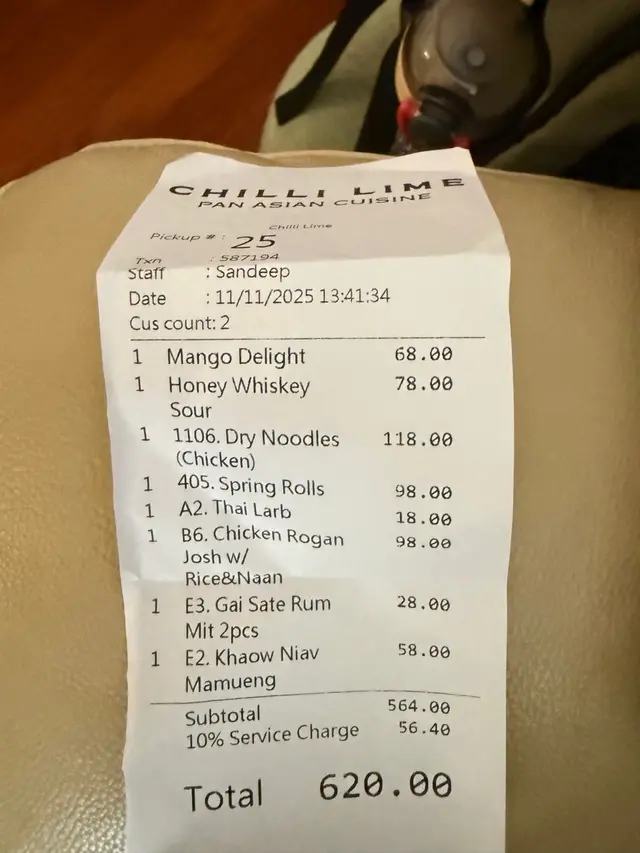 CHILLI LIME
PAN ASIAN CUISINE
Chilli Lime
Pickup # : 25
Txn : 587194
Staff : Sandeep
Date : 11/11/2025 13:41:34
Cus count: 2
1 Mango Delight 68.00
1 Honey Whiskey 78.00
Sour
1 1106. Dry Noodles 118.00
(Chicken)
1 405. Spring Rolls 98.00
1 A2. Thai Larb 18.00
1 B6. Chicken Rogan 98.00
Josh w/
Rice&Naan
1 E3. Gai Sate Rum 28.00
Mit 2pcs
1 E2. Khaow Niav 58.00
Mamueng
Subtotal 564.00
10% Service Charge 56.40
Total 620.00